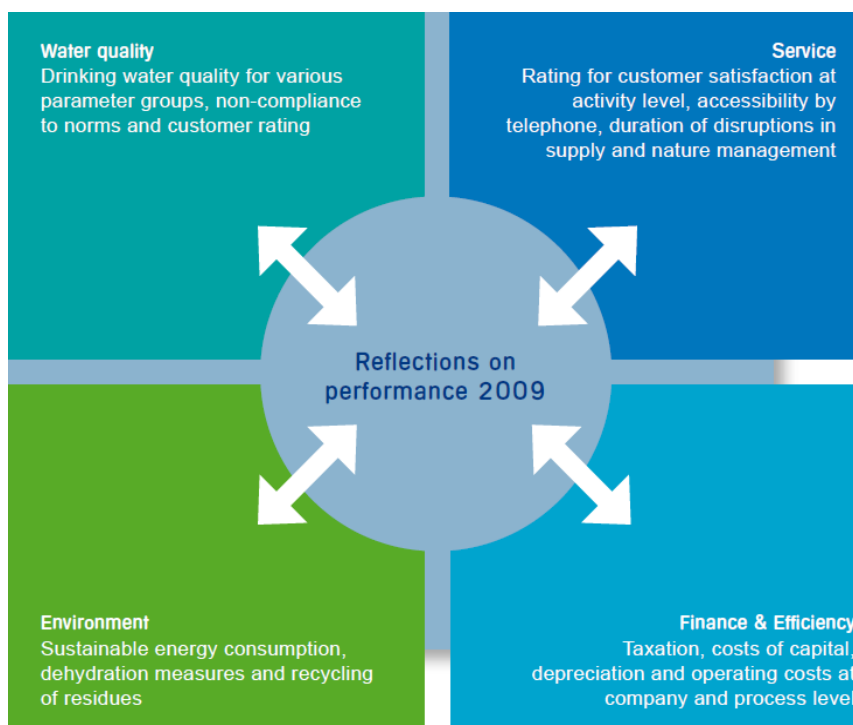 Water quality
Drinking water quality for various
parameter groups, non-compliance
to norms and customer rating
Service
Rating for customer satisfaction at
activity level, accessibility by
telephone, duration of disruptions in
supply and nature management
Reflections on
performance 2009
Environment
Sustainable energy consumption,
dehydration measures and recycling
of residues
Finance & Efficiency
Taxation, costs of capital,
depreciation and operating costs at
company and process level